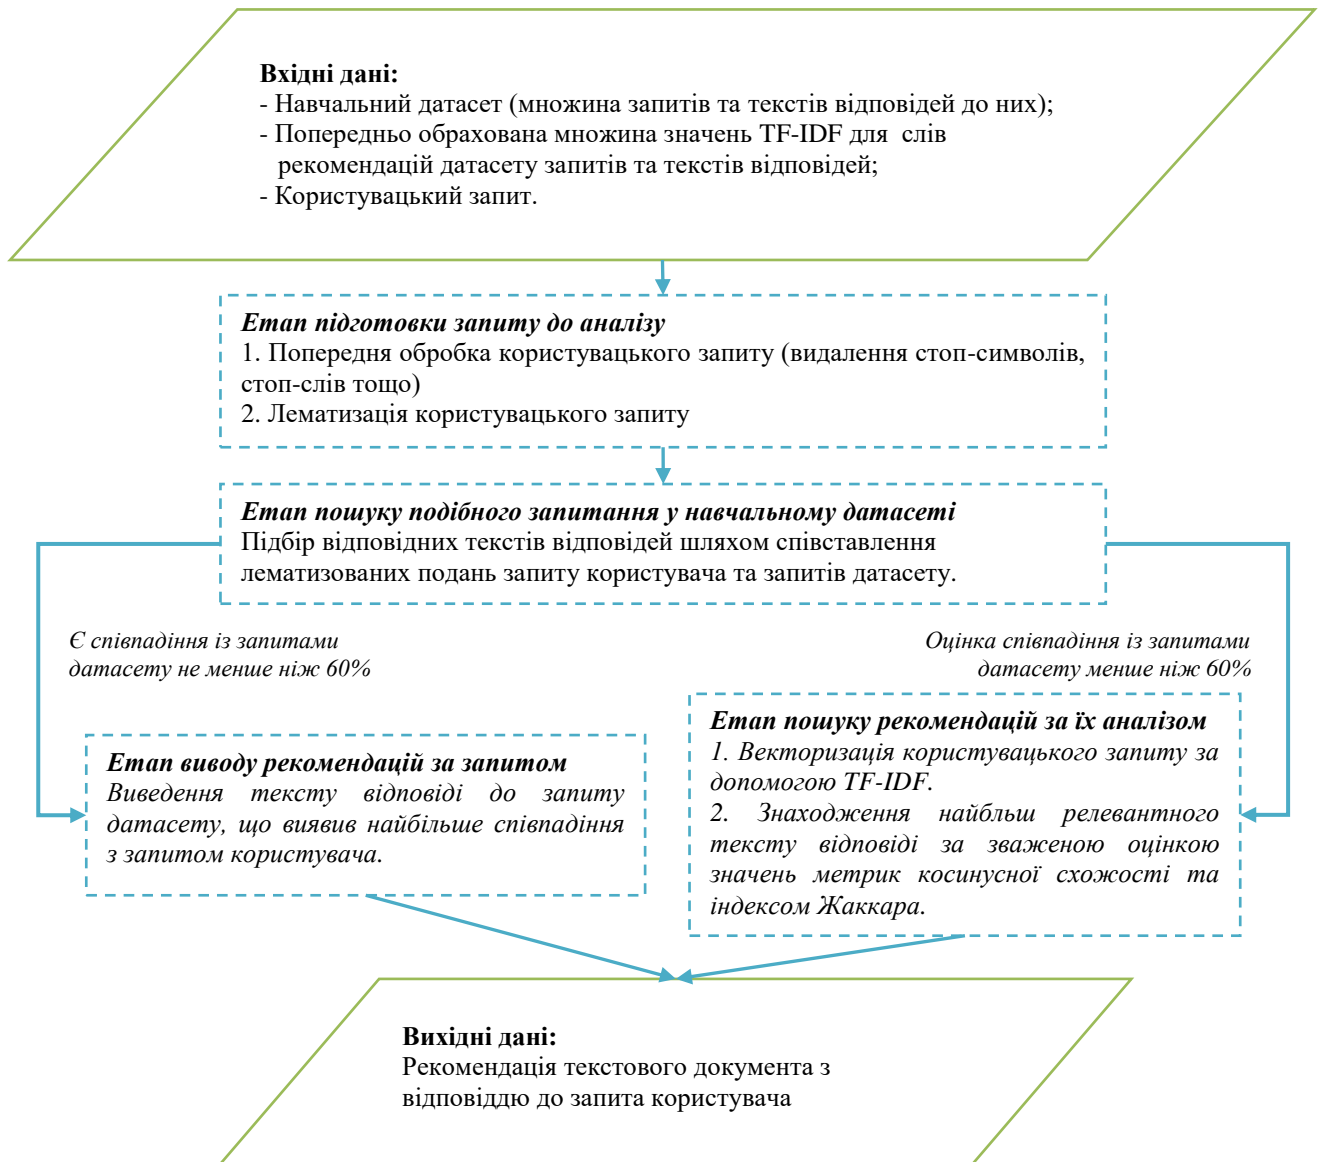 Вхідні дані:
- Навчальний датасет (множина запитів та текстів відповідей до них);
- Попередньо обрахована множина значень TF-IDF для слів
рекомендацій датасету запитів та текстів відповідей;
- Користувацький запит.
Етап підготовки запиту до аналізу
1. Попередня обробка користувацького запиту (видалення стоп-символів,
стоп-слів тощо)
2. Лематизація користувацького запиту
Етап пошуку подібного запитання у навчальному датасеті
Підбір відповідних текстів відповідей шляхом співставлення
лематизованих подань запиту користувача та запитів датасету.
Є співпадіння із запитами
датасету не менше ніж 60%
Оцінка співпадіння із запитами
датасету менше ніж 60%
Етап виводу рекомендацій за запитом
Виведення тексту відповіді до запиту
датасету, що виявив найбільше співпадіння
з запитом користувача.
Етап пошуку рекомендацій за їх аналізом
1. Векторизація користувацького запиту за
допомогою TF-IDF.
2. Знаходження найбльш релевантного
тексту відповіді за зваженою оцінкою
значень метрик косинусної схожості та
індексом Жаккара.
Вихідні дані:
Рекомендація текстового документа з
відповіддю до запита користувача